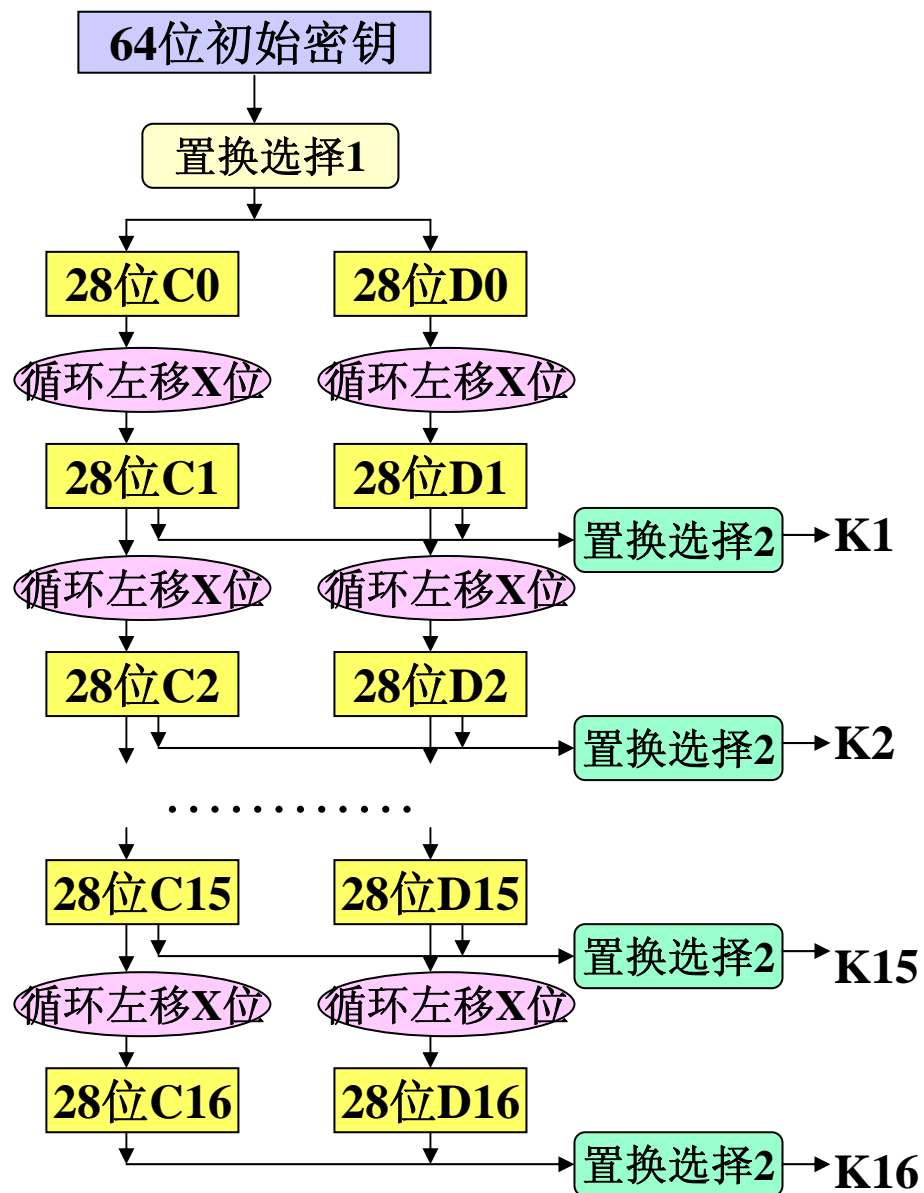 64位初始密钥
置换选择1
28位C0
28位D0
循环左移X位
循环左移X位
28位C1
28位D1
置换选择2
K1
循环左移X位
循环左移X位
28位C2
28位D2
置换选择2
K2
············
28位C15
28位D15
置换选择2
K15
循环左移X位
循环左移X位
28位C16
28位D16
置换选择2
K16